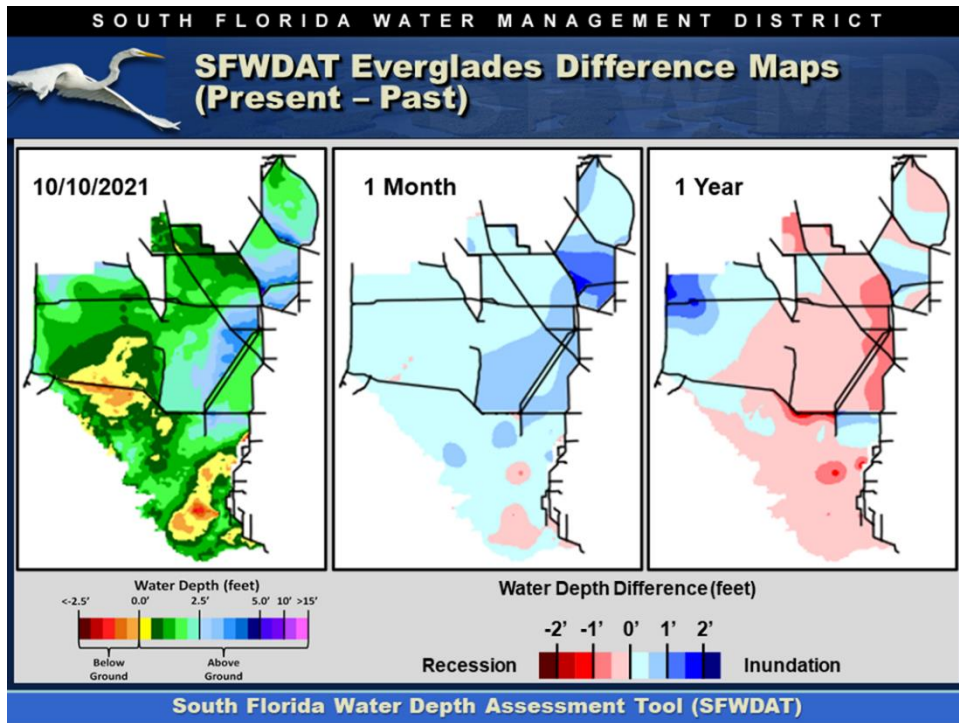 SOUTH FLORIDA WATER MANAGEMENT DISTRICT
SFWDAT Everglades Difference Maps
(Present – Past)
SFWMD
10/10/2021
1 Month
1 Year
Water Depth (feet)
<-2.5' 0.0' 2.5' 5.0' 10' >15'
Below
Ground
Above
Ground
Water Depth Difference (feet)
-2' -1' 0' 1' 2'
Recession
Inundation
South Florida Water Depth Assessment Tool (SFWDAT)